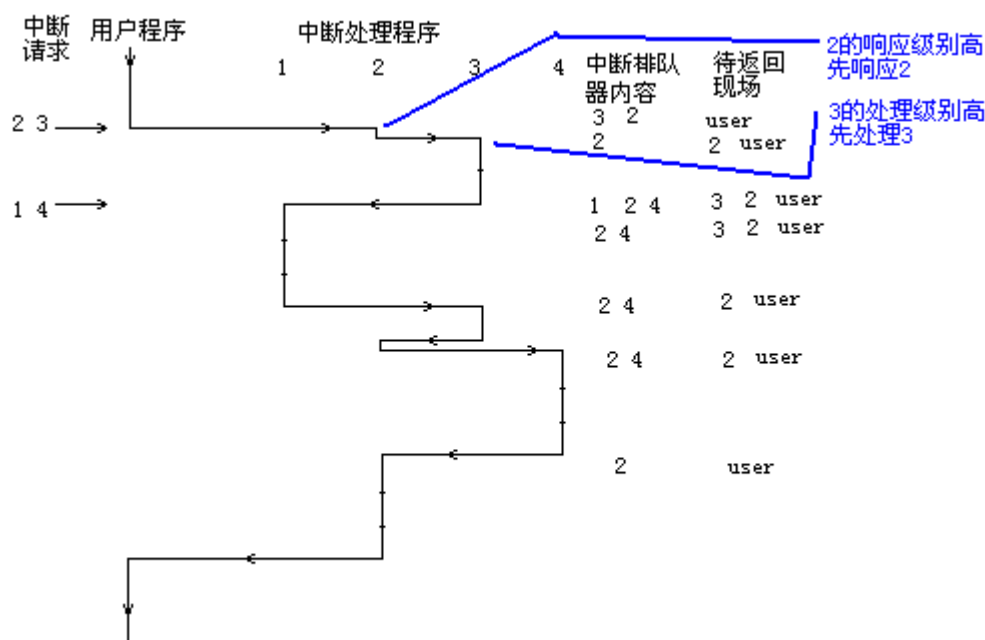 中断请求 用户程序 中断处理程序
1 2 3 4 中断排队器内容 待返回现场
2的响应级别高先响应2
2 3 3 2 user
2 2 user
3的处理级别高先处理3
1 4 1 2 4 3 2 user
2 4 3 2 user
2 4 2 user
2 4 2 user
2 user